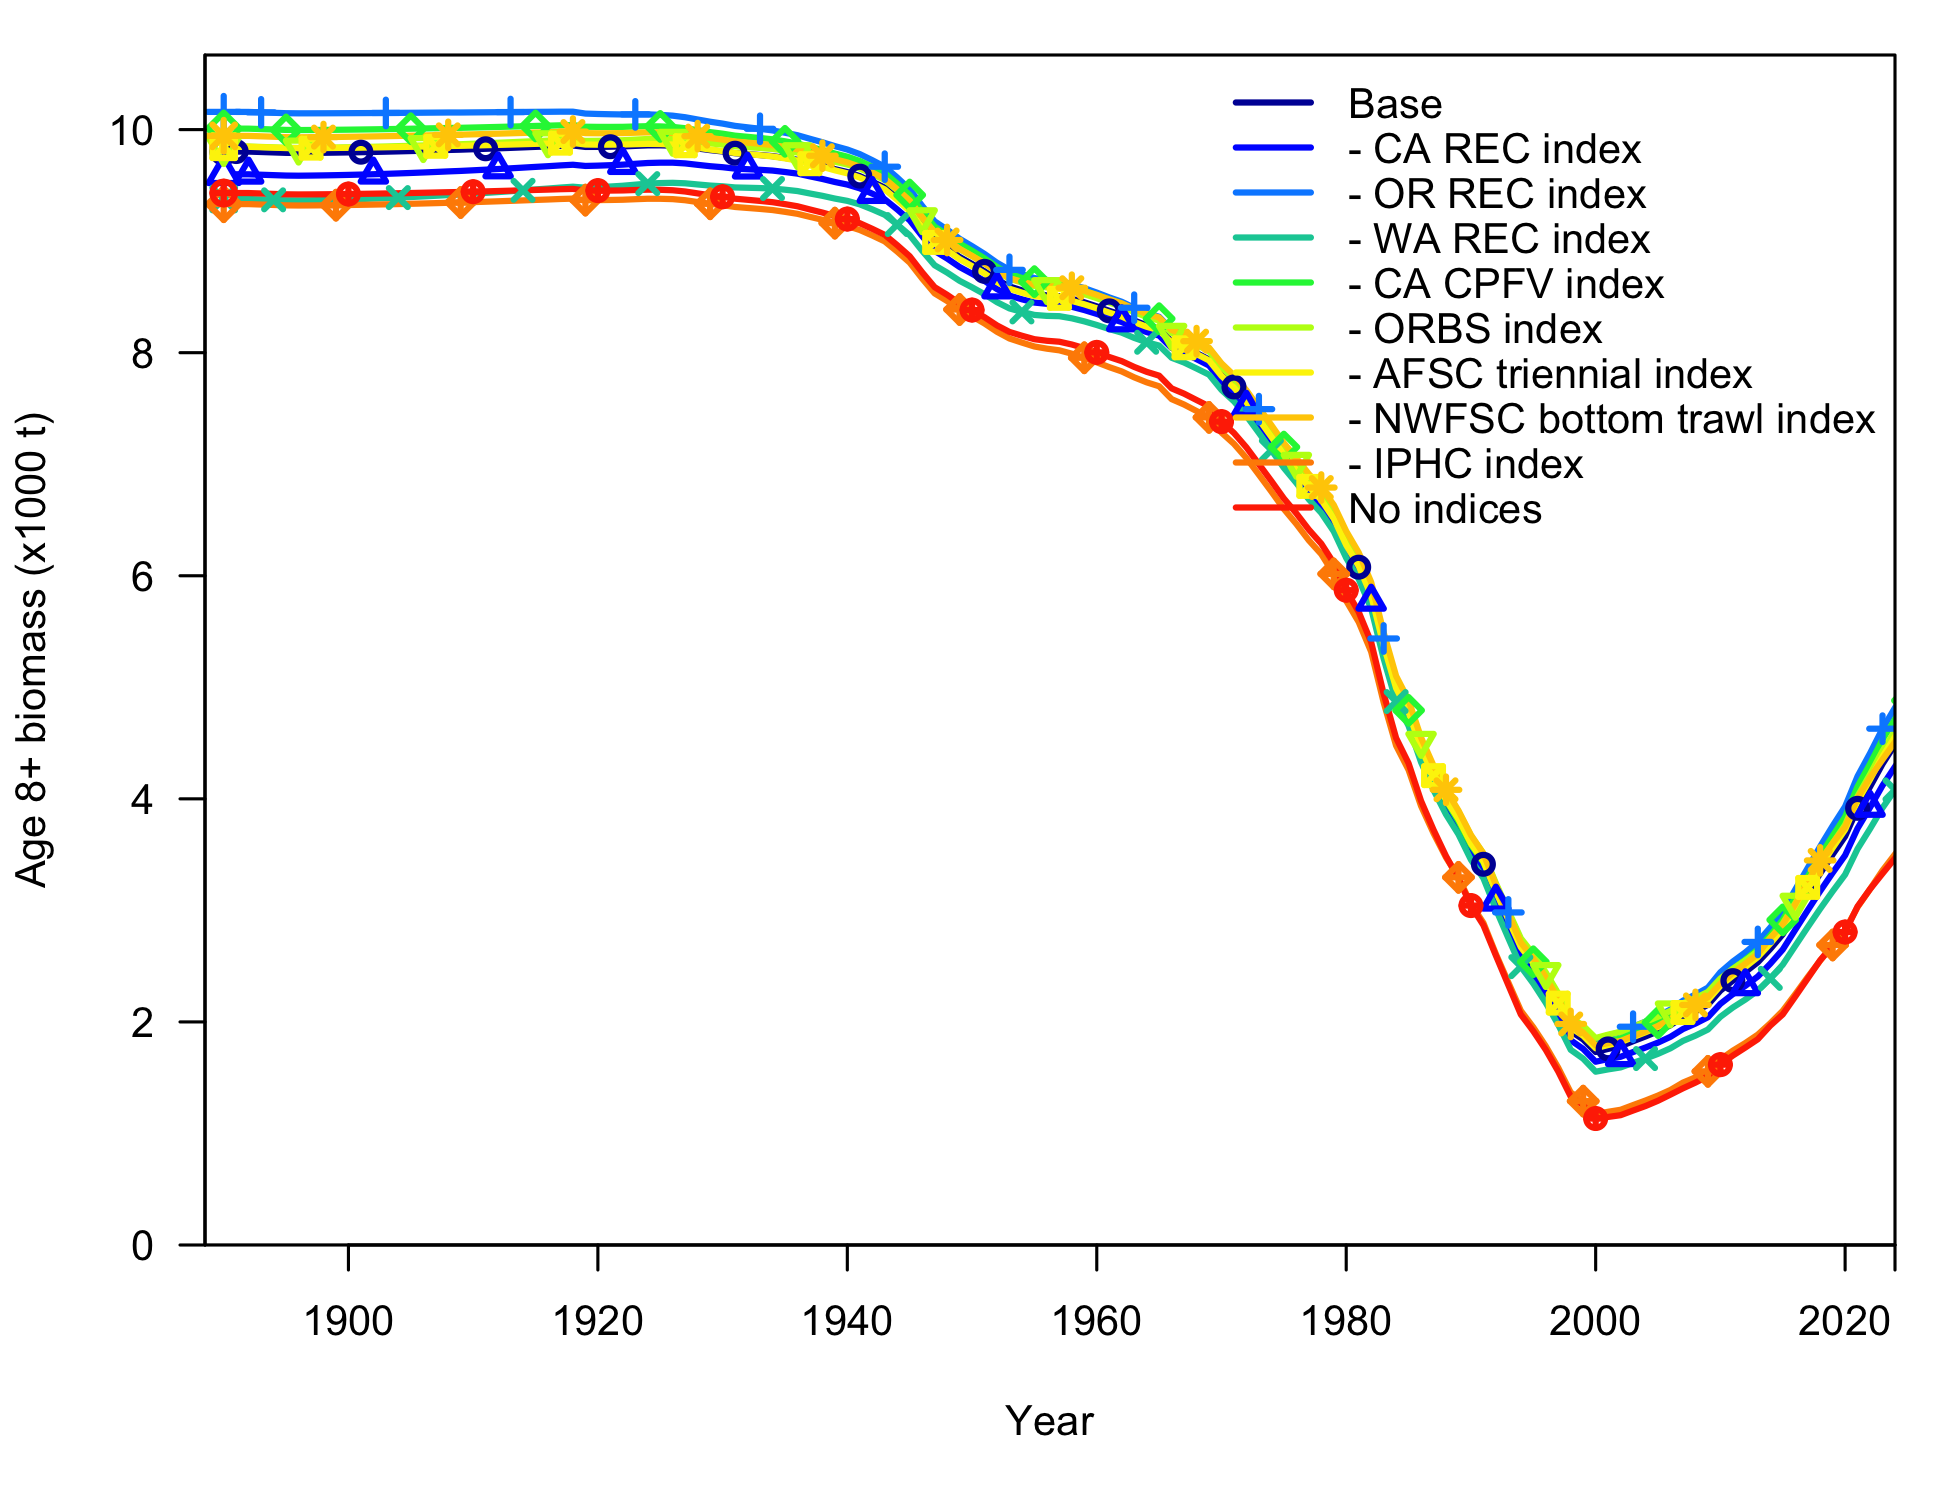 Base
- CA REC index
- OR REC index
- WA REC index
- CA CPFV index
- ORBS index
- AFSC triennial index
- NWFSC bottom trawl index
- IPHC index
No indices
Age 8+ biomass (x1000 t)
10
8
6
4
2
0
1900 1920 1940 1960 1980 2000 2020
Year